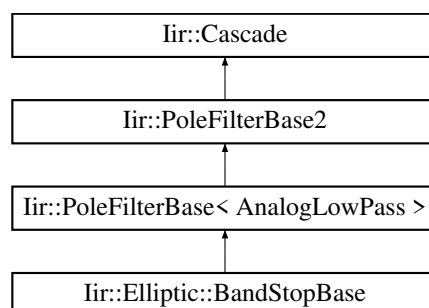 Iir::Cascade
Iir::PoleFilterBase2
Iir::PoleFilterBase< AnalogLowPass >
Iir::Elliptic::BandStopBase